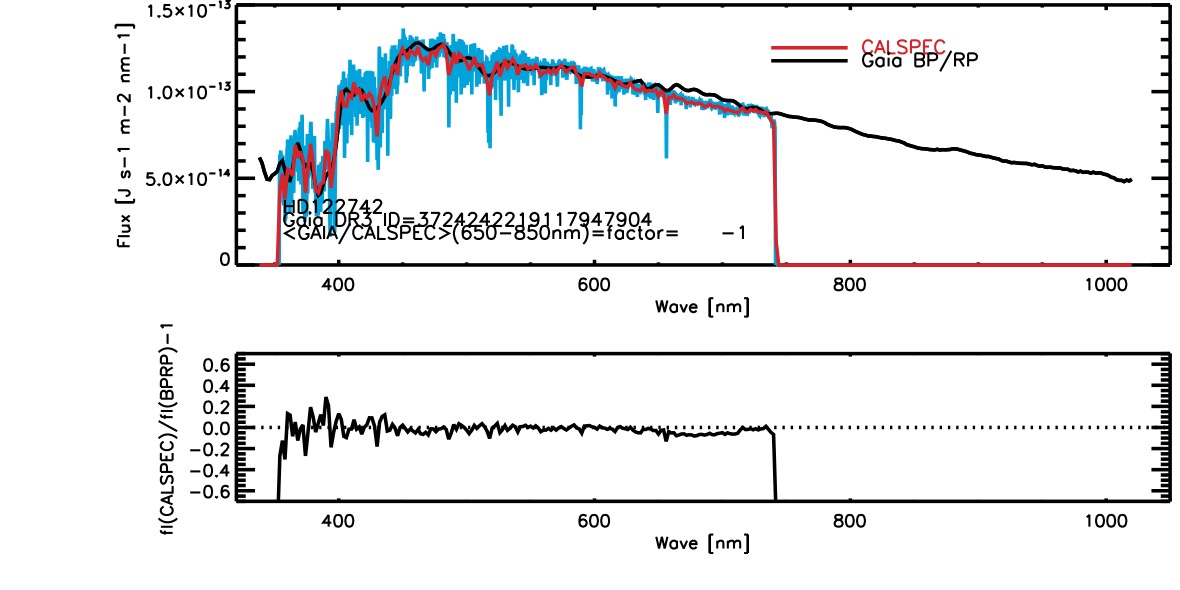 1.5×10−13
1.0×10−13
5.0×10−14
0
Flux [J s−1 m−2 nm−1]
CALSPEC
Gaia BP/RP
HD122742
Gaia DR3 ID=3724242219117947904
<GAIA/CALSPEC>(650−850nm)=factor= −1
400 600 800 1000
Wave [nm]
fl(CALSPEC)/fl(BPRP)−1
0.6
0.4
0.2
0.0
−0.2
−0.4
−0.6
400 600 800 1000
Wave [nm]